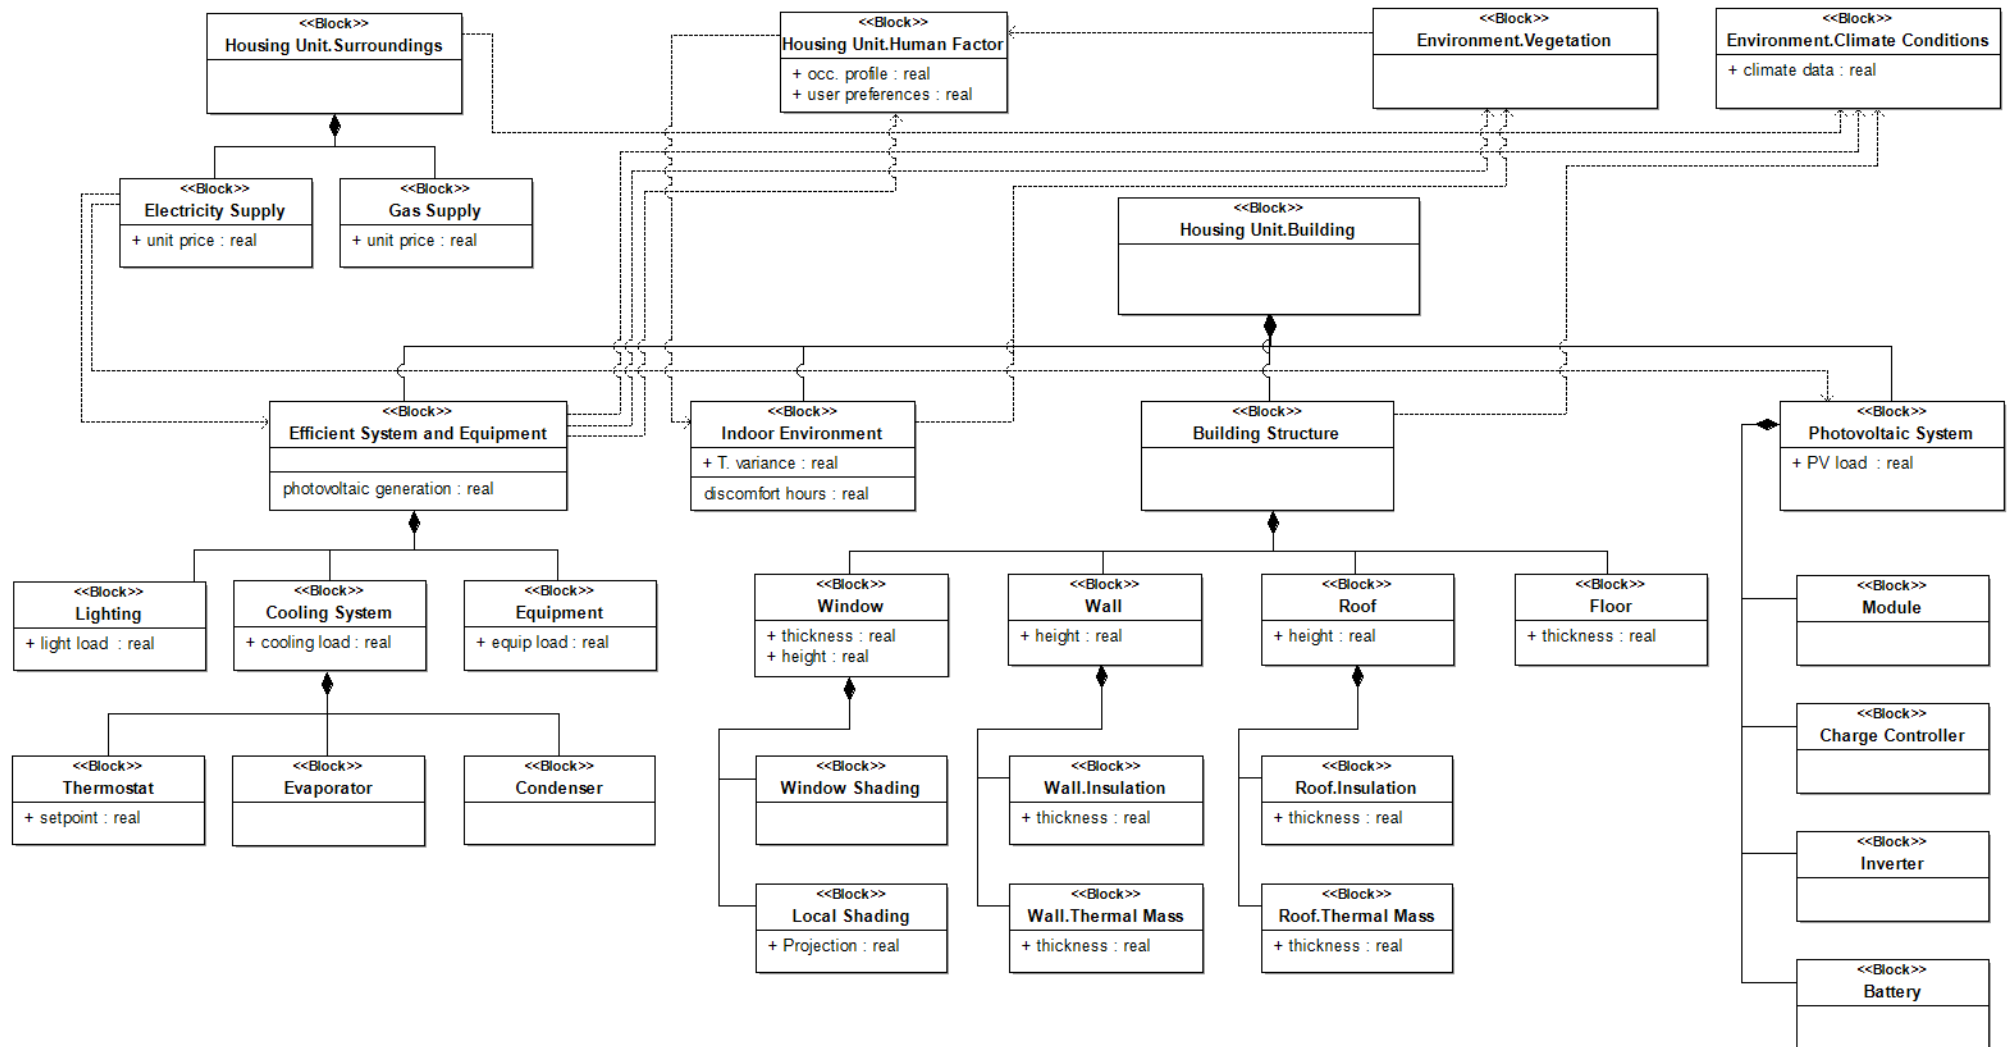 <<Block>>
Housing Unit.Surroundings
<<Block>>
Housing Unit.Human Factor
+ occ. profile : real
+ user preferences : real
<<Block>>
Environment.Vegetation
<<Block>>
Environment.Climate Conditions
+ climate data : real
<<Block>>
Electricity Supply
+ unit price : real
<<Block>>
Gas Supply
+ unit price : real
<<Block>>
Housing Unit.Building
<<Block>>
Efficient System and Equipment
photovoltaic generation : real
<<Block>>
Indoor Environment
+ T. variance : real
discomfort hours : real
<<Block>>
Building Structure
<<Block>>
Photovoltaic System
+ PV load : real
<<Block>>
Lighting
+ light load : real
<<Block>>
Cooling System
+ cooling load : real
<<Block>>
Equipment
+ equip load : real
<<Block>>
Window
+ thickness : real
+ height : real
<<Block>>
Wall
+ height : real
<<Block>>
Roof
+ height : real
<<Block>>
Floor
+ thickness : real
<<Block>>
Module
<<Block>>
Charge Controller
<<Block>>
Thermostat
+ setpoint : real
<<Block>>
Evaporator
<<Block>>
Condenser
<<Block>>
Window Shading
<<Block>>
Wall.Insulation
+ thickness : real
<<Block>>
Roof.Insulation
+ thickness : real
<<Block>>
Inverter
<<Block>>
Local Shading
+ Projection : real
<<Block>>
Wall.Thermal Mass
+ thickness : real
<<Block>>
Roof.Thermal Mass
+ thickness : real
<<Block>>
Battery